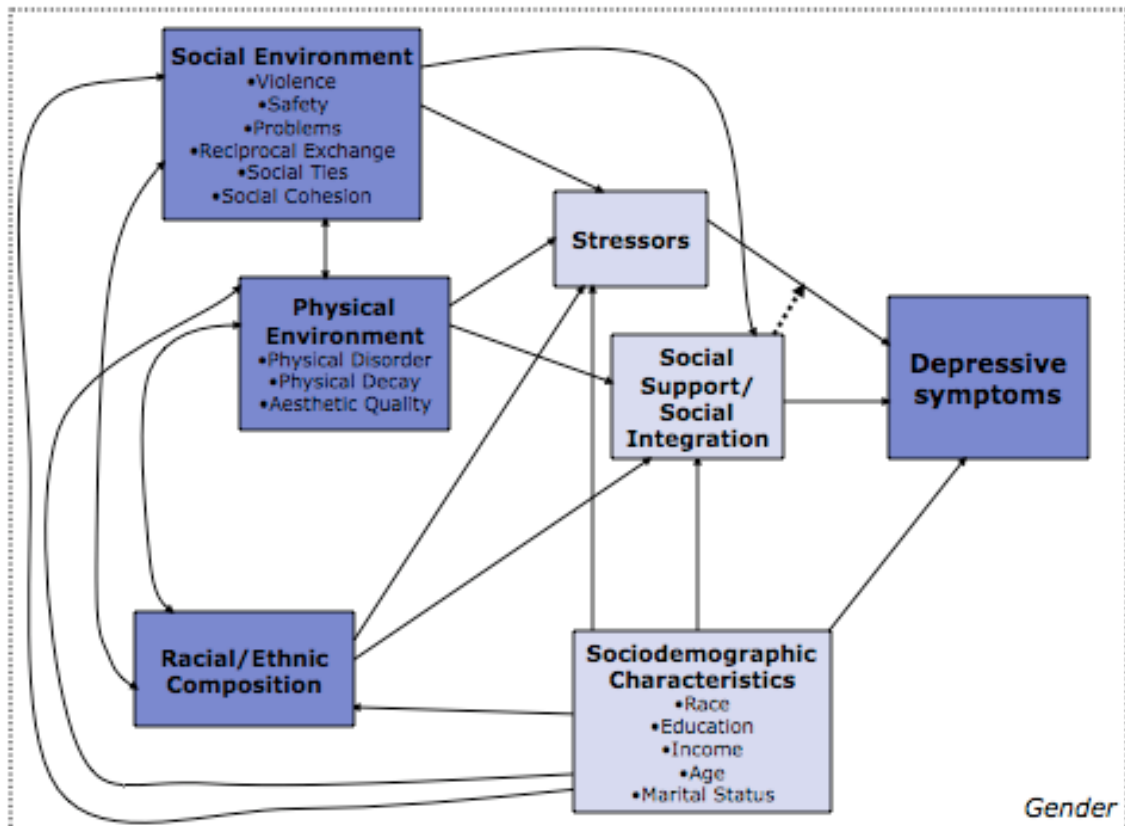 Social Environment
•Violence
•Safety
•Problems
•Reciprocal Exchange
•Social Ties
•Social Cohesion
Stressors
Physical
Environment
•Physical Disorder
•Physical Decay
•Aesthetic Quality
Social
Support/
Social
Integration
Depressive
symptoms
Racial/Ethnic
Composition
Sociodemographic
Characteristics
•Race
•Education
•Income
•Age
•Marital Status
Gender